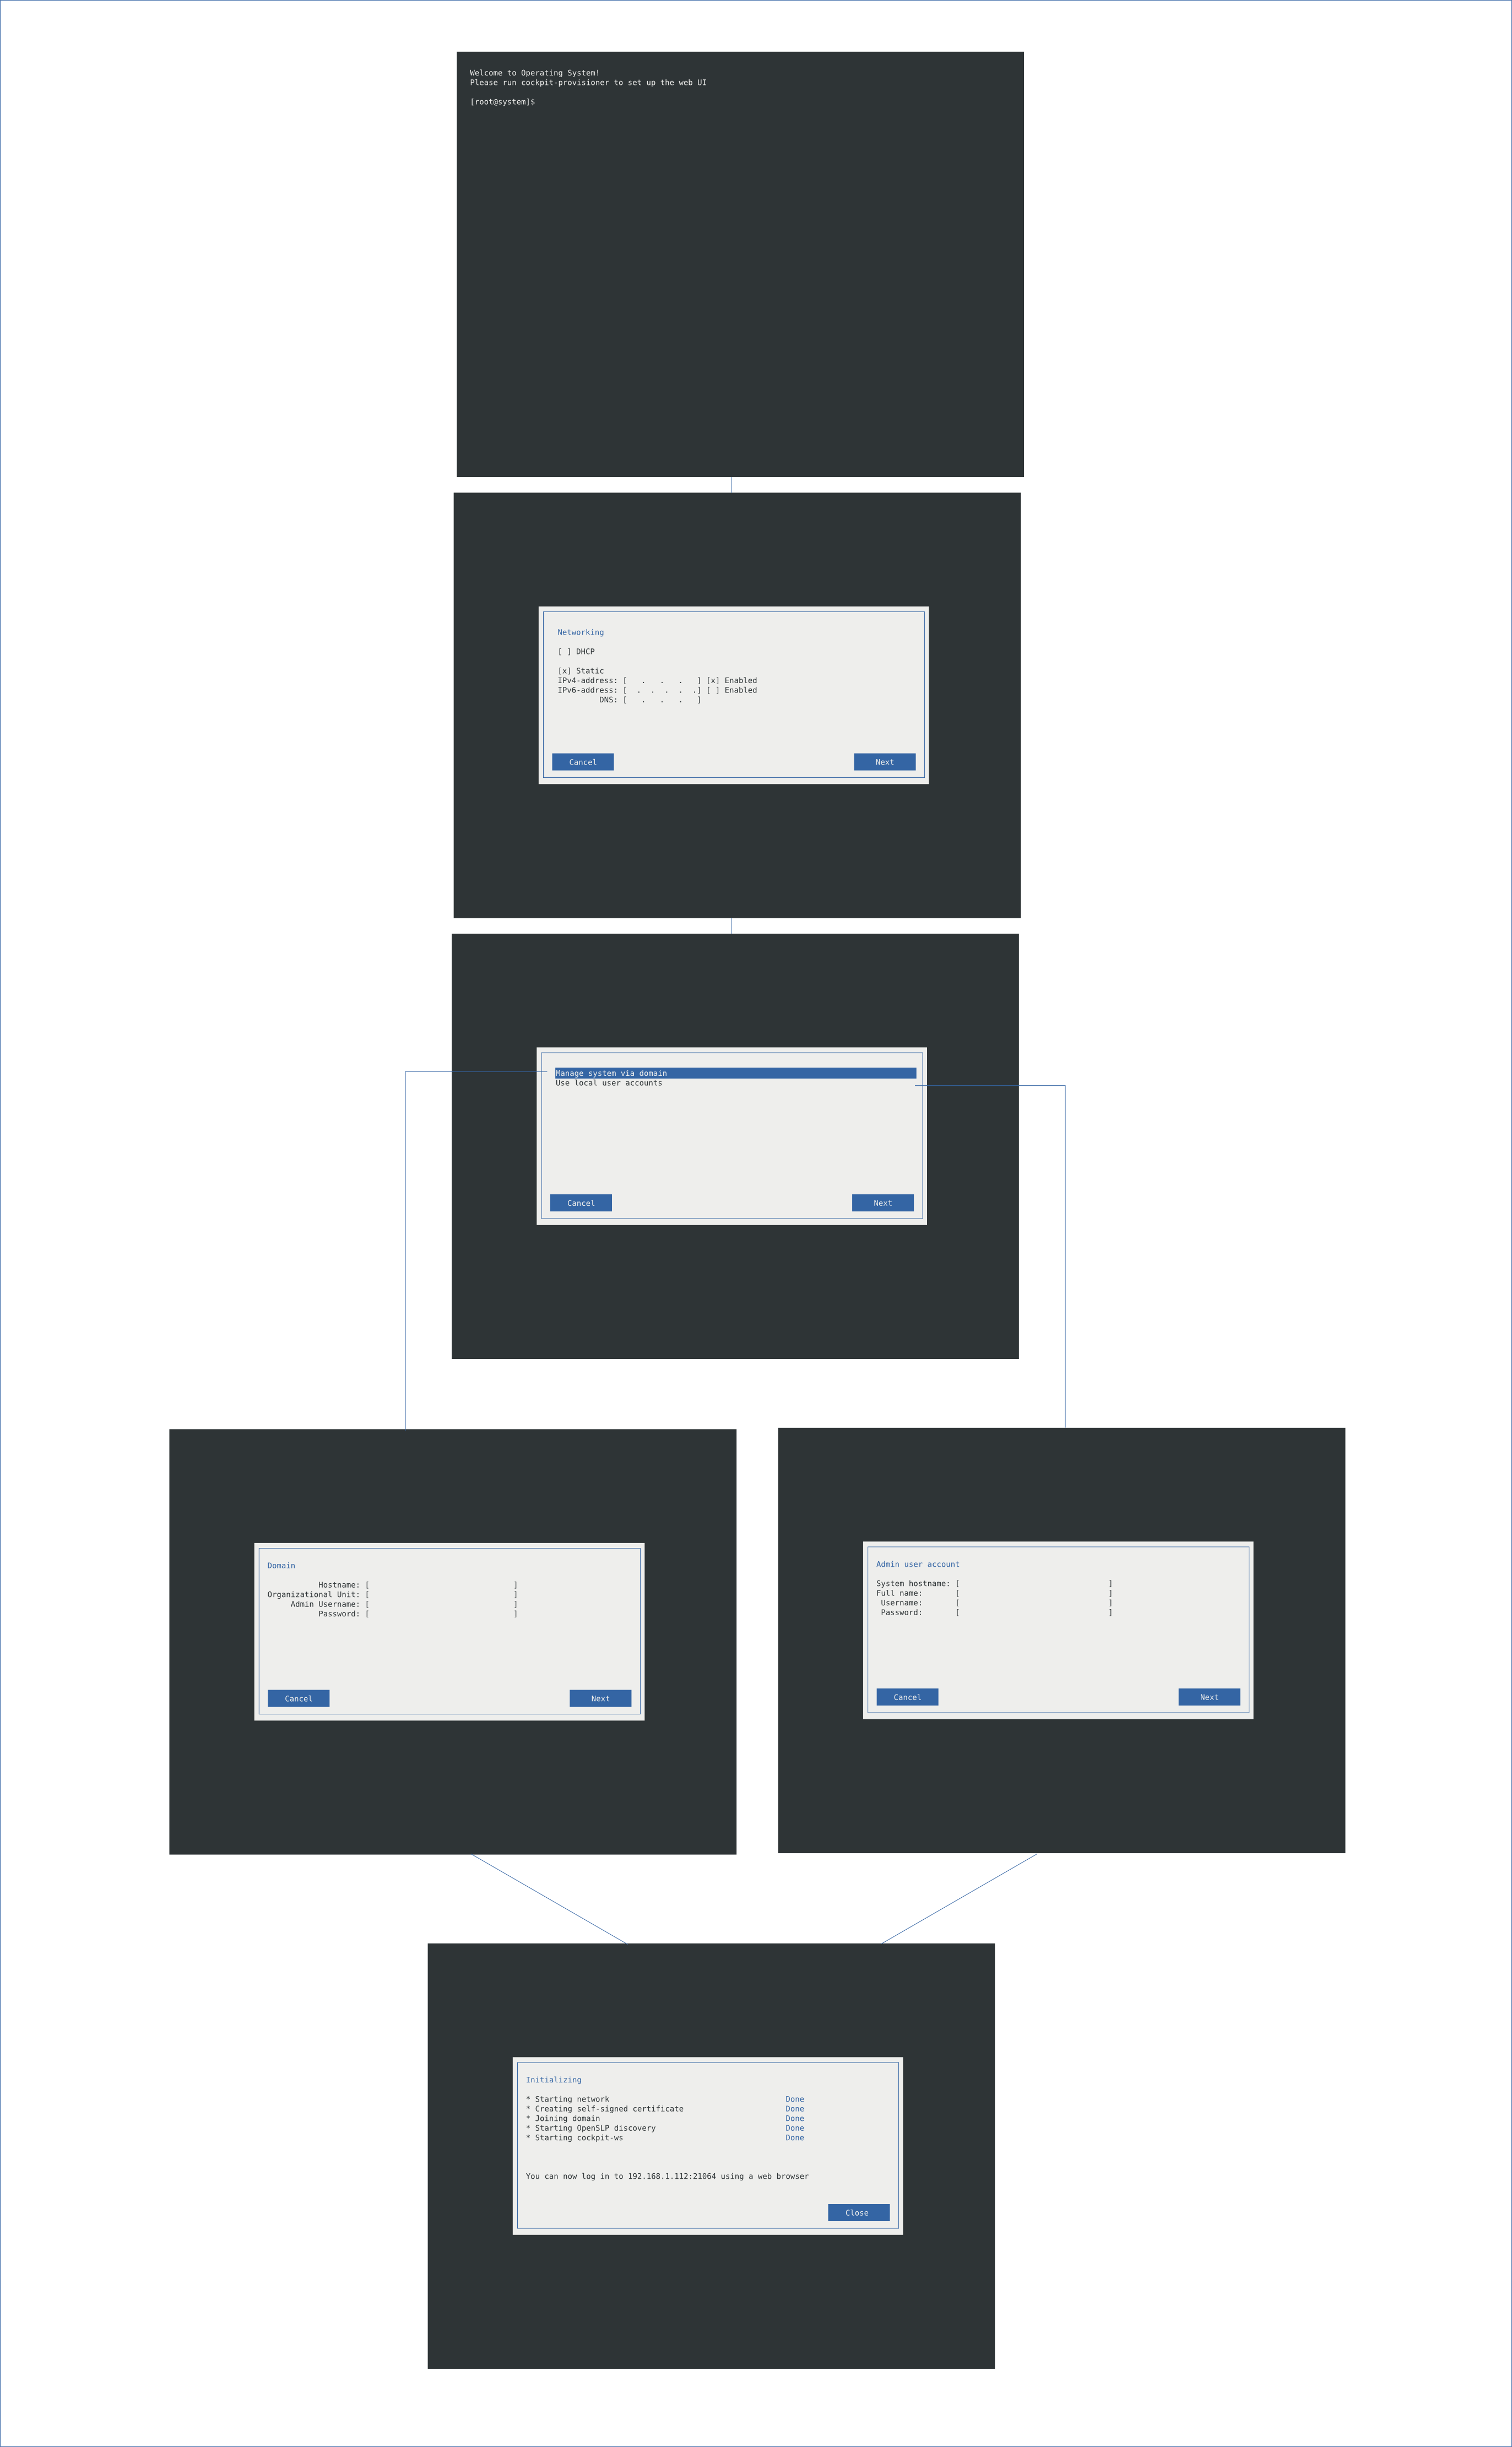 Welcome to Operating System!
Please run cockpit-provisioner to set up the web UI
[root@system]$
Networking
[ ] DHCP
[x] Static
IPv4-address: [   .   .   .   ] [x] Enabled
IPv6-address: [  .  .  .  .  .] [ ] Enabled
DNS: [   .   .   .   ]
Cancel
Next
Manage system via domain
Use local user accounts
Cancel
Next
Domain
Hostname: [                               ]
Organizational Unit: [                               ]
Admin Username: [                               ]
Password: [                               ]
Cancel
Next
Admin user account
System hostname: [                                ]
Full name:       [                                ]
Username:       [                                ]
Password:       [                                ]
Cancel
Next
Initializing
* Starting network                                      Done
* Creating self-signed certificate                      Done
* Joining domain                                        Done
* Starting OpenSLP discovery                            Done
* Starting cockpit-ws                                   Done
You can now log in to 192.168.1.112:21064 using a web browser
Close